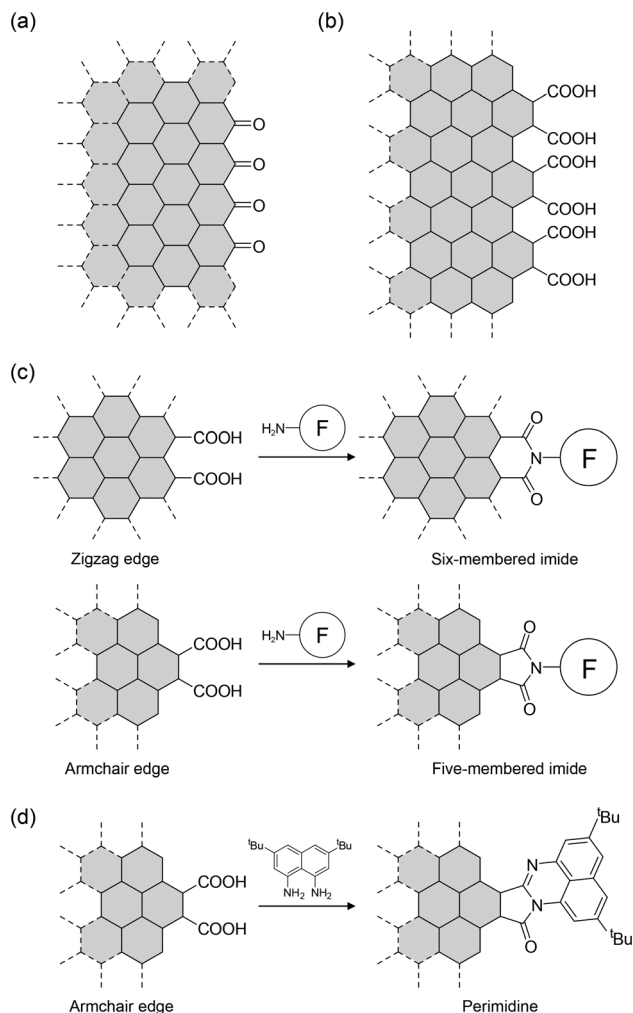 (a)
(b)
O
O
O
O
COOH
COOH
COOH
COOH
COOH
COOH
(c)
COOH
COOH
H2N
F
O
N
F
O
Zigzag edge
Six-membered imide
COOH
COOH
H2N
F
O
N
F
O
Armchair edge
Five-membered imide
(d)
COOH
COOH
tBu
tBu
NH2 NH2
tBu
N
N
O
tBu
Armchair edge
Perimidine